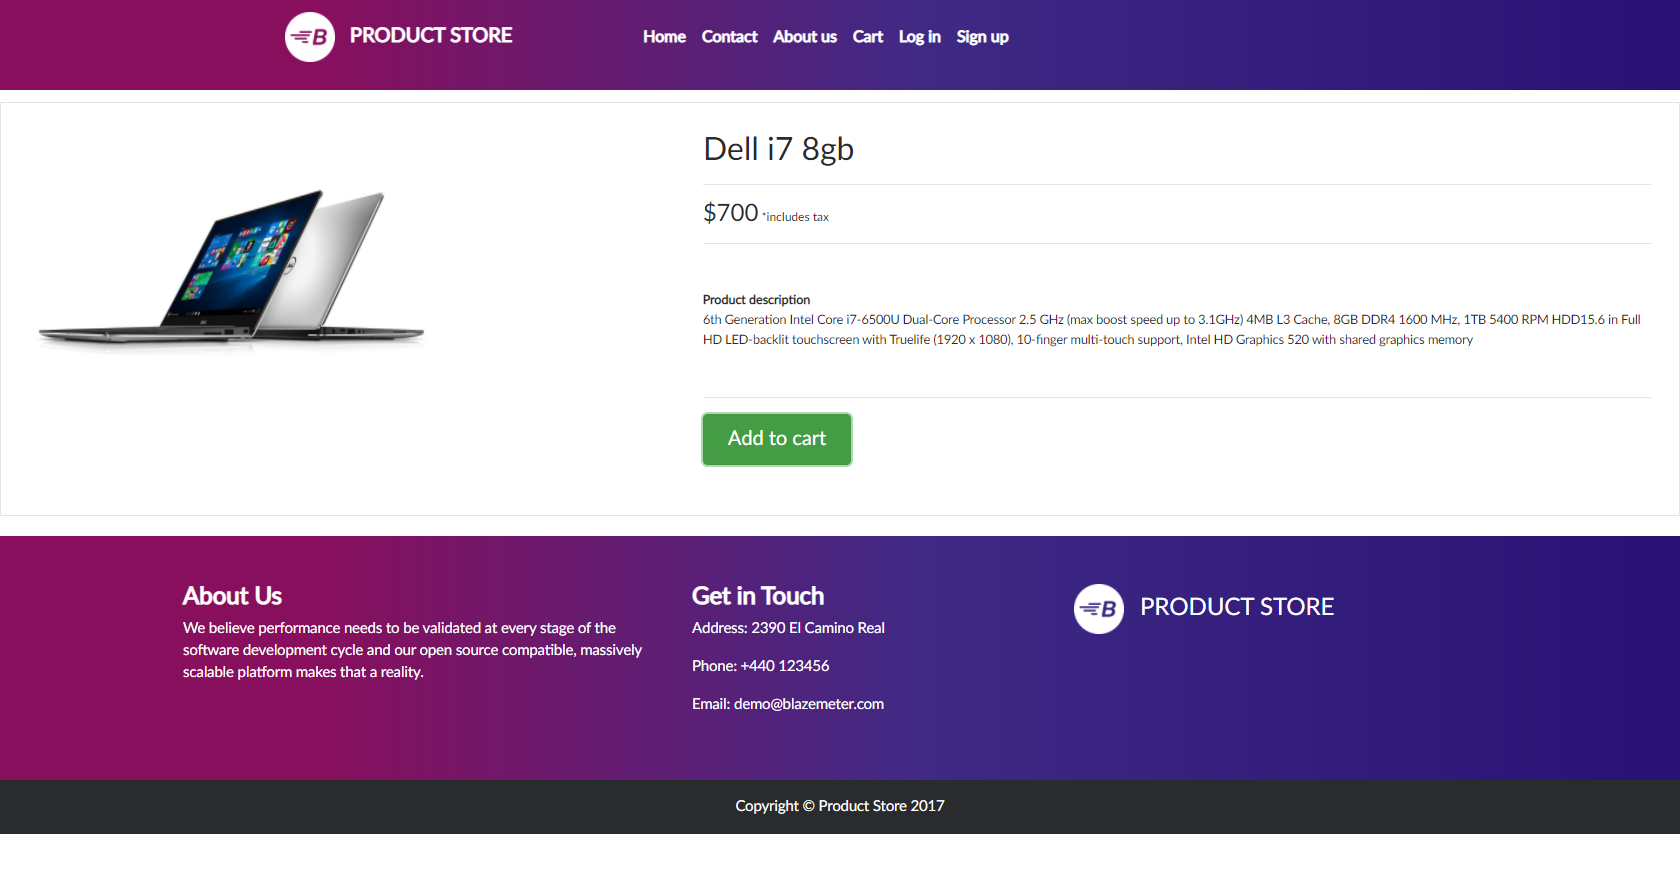 B PRODUCT STORE
Home Contact About us Cart Log in Sign up
Dell i7 8gb
$700 *includes tax
Product description
6th Generation Intel Core i7-6500U Dual-Core Processor 2.5 GHz (max boost speed up to 3.1GHz) 4MB L3 Cache, 8GB DDR4 1600 MHz, 1TB 5400 RPM HDD15.6 in Full
HD LED-backlit touchscreen with Truelife (1920 x 1080), 10-finger multi-touch support, Intel HD Graphics 520 with shared graphics memory
Add to cart
About Us
We believe performance needs to be validated at every stage of the
software development cycle and our open source compatible, massively
scalable platform makes that a reality.
Get in Touch
Address: 2390 El Camino Real
Phone: +440 123456
Email: demo@blazemeter.com
B PRODUCT STORE
Copyright © Product Store 2017